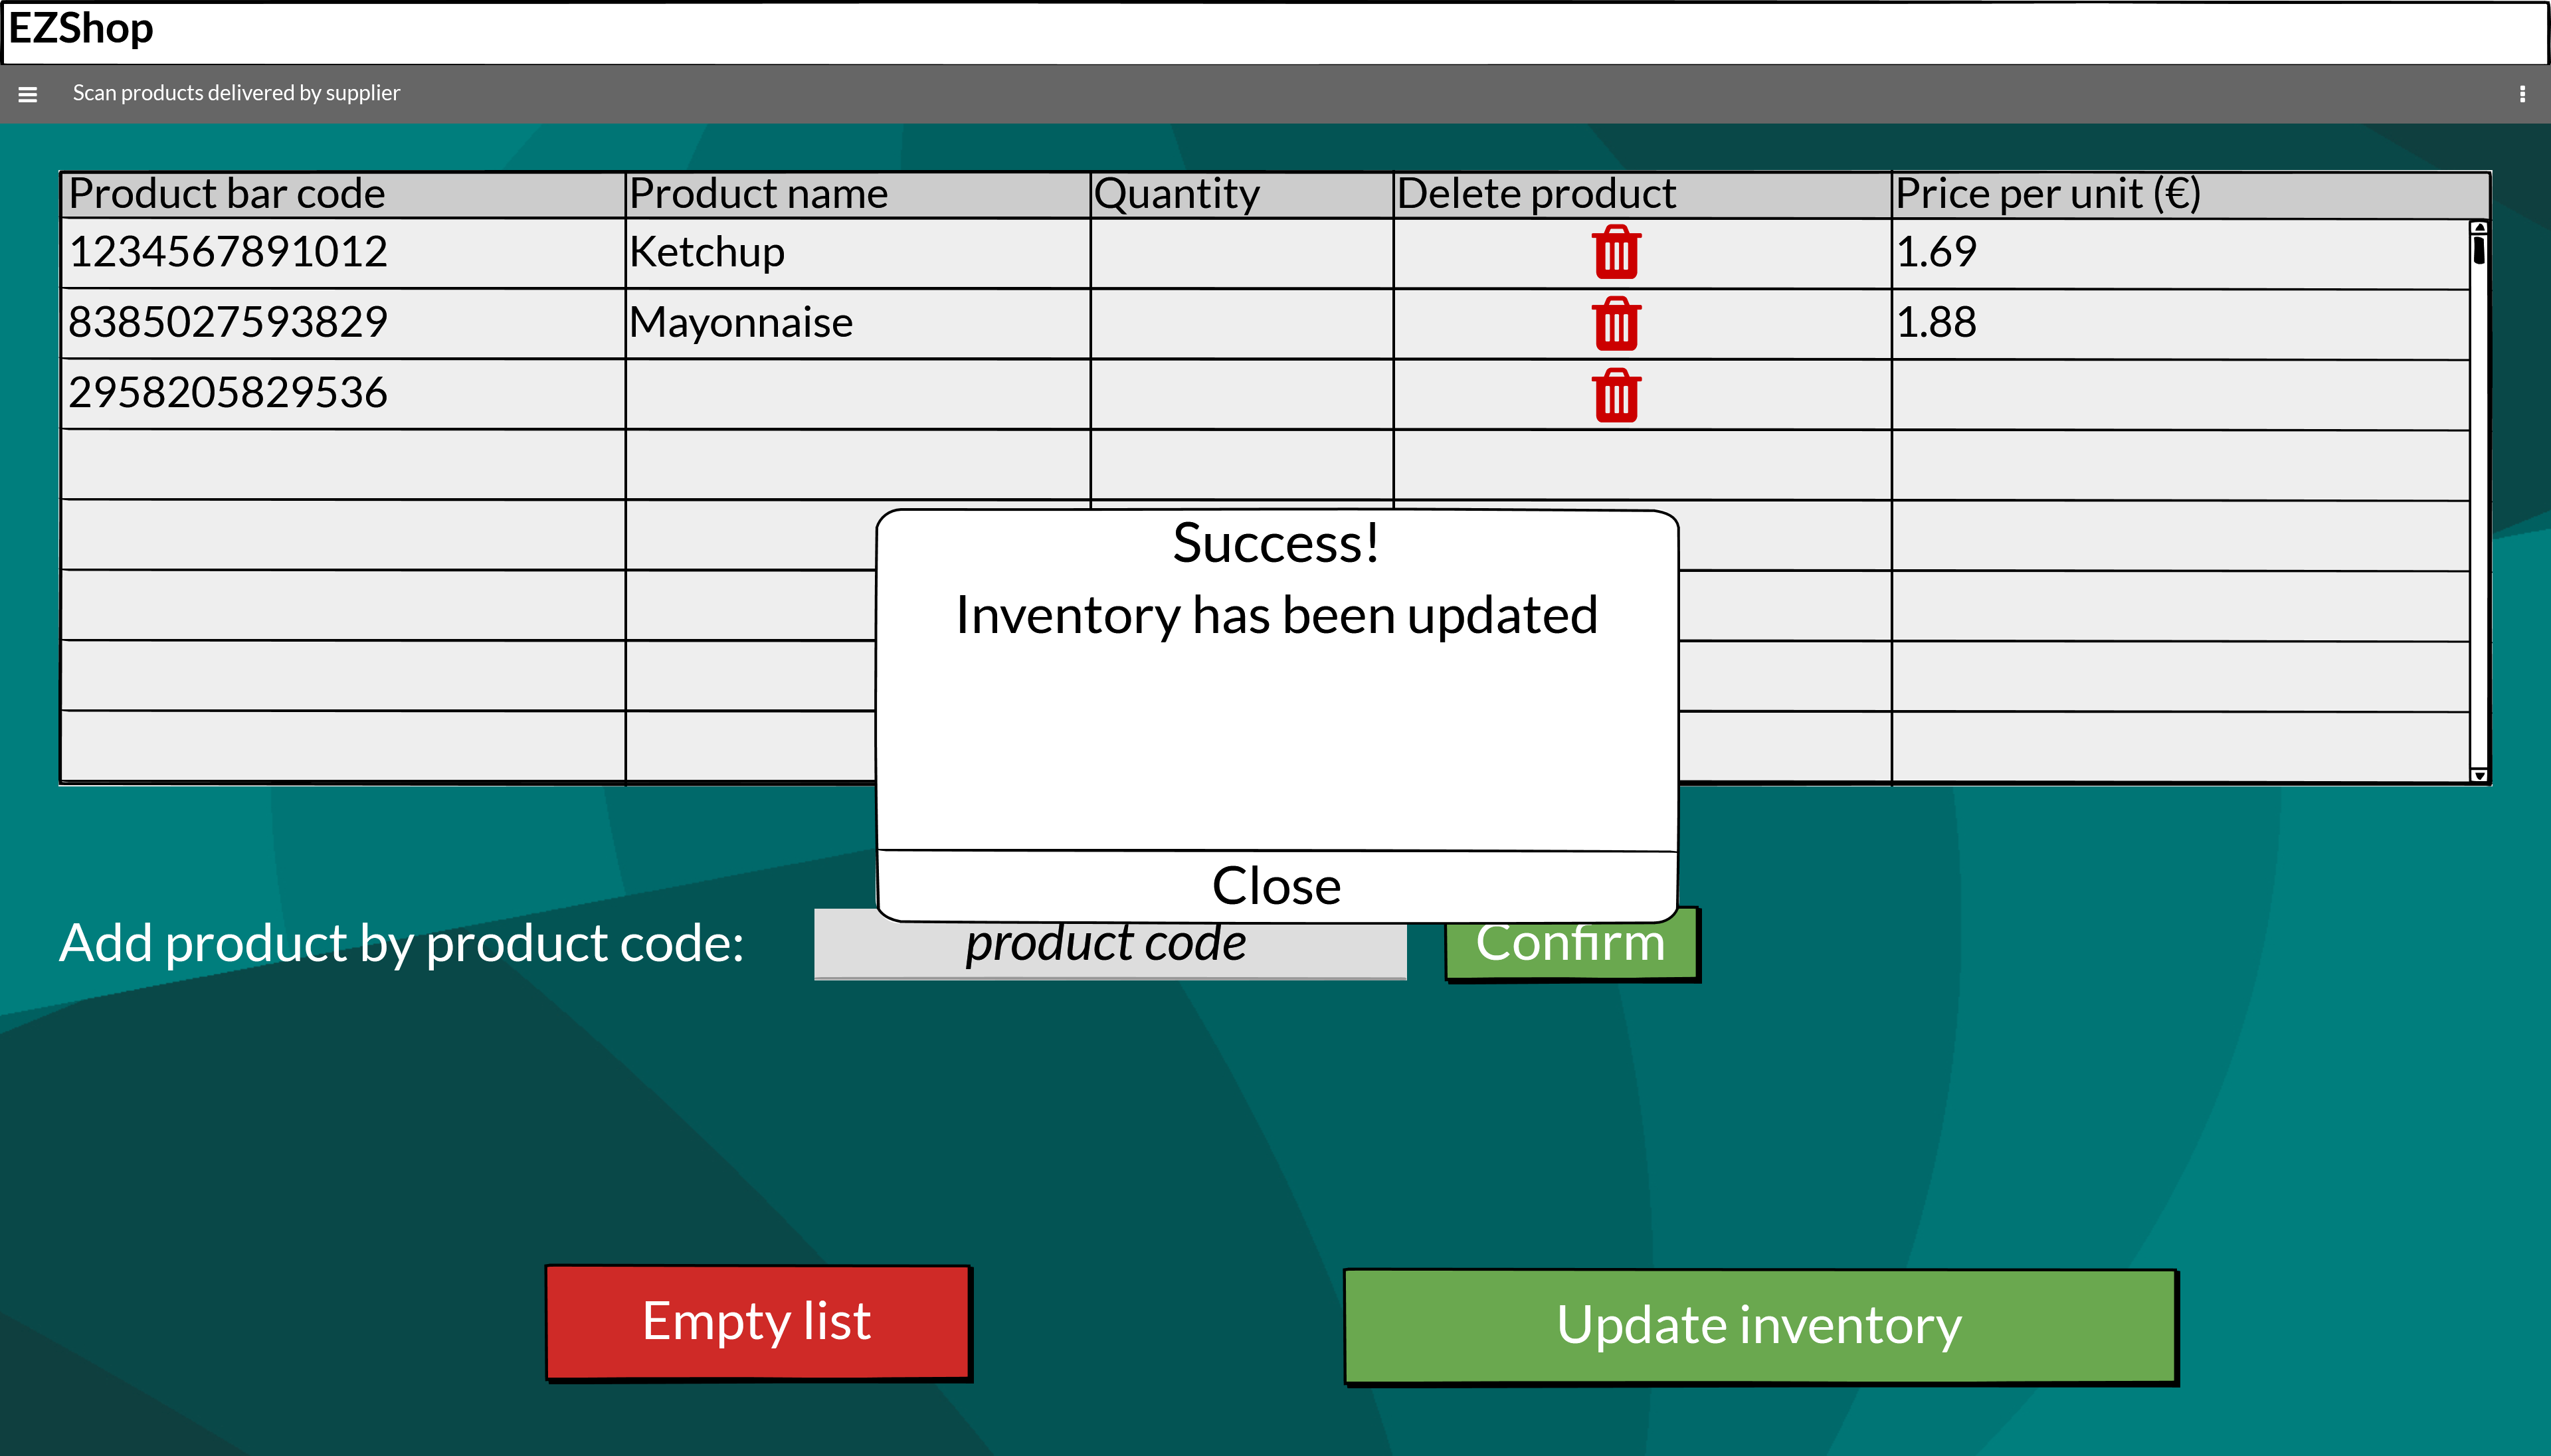 EZShop
Scan products delivered by supplier
Product bar code Product name Quantity Delete product Price per unit (€)
1234567891012 Ketchup 1.69
8385027593829 Mayonnaise 1.88
2958205829536
Success!
Inventory has been updated
Close
Add product by product code: product code Confirm
Empty list Update inventory